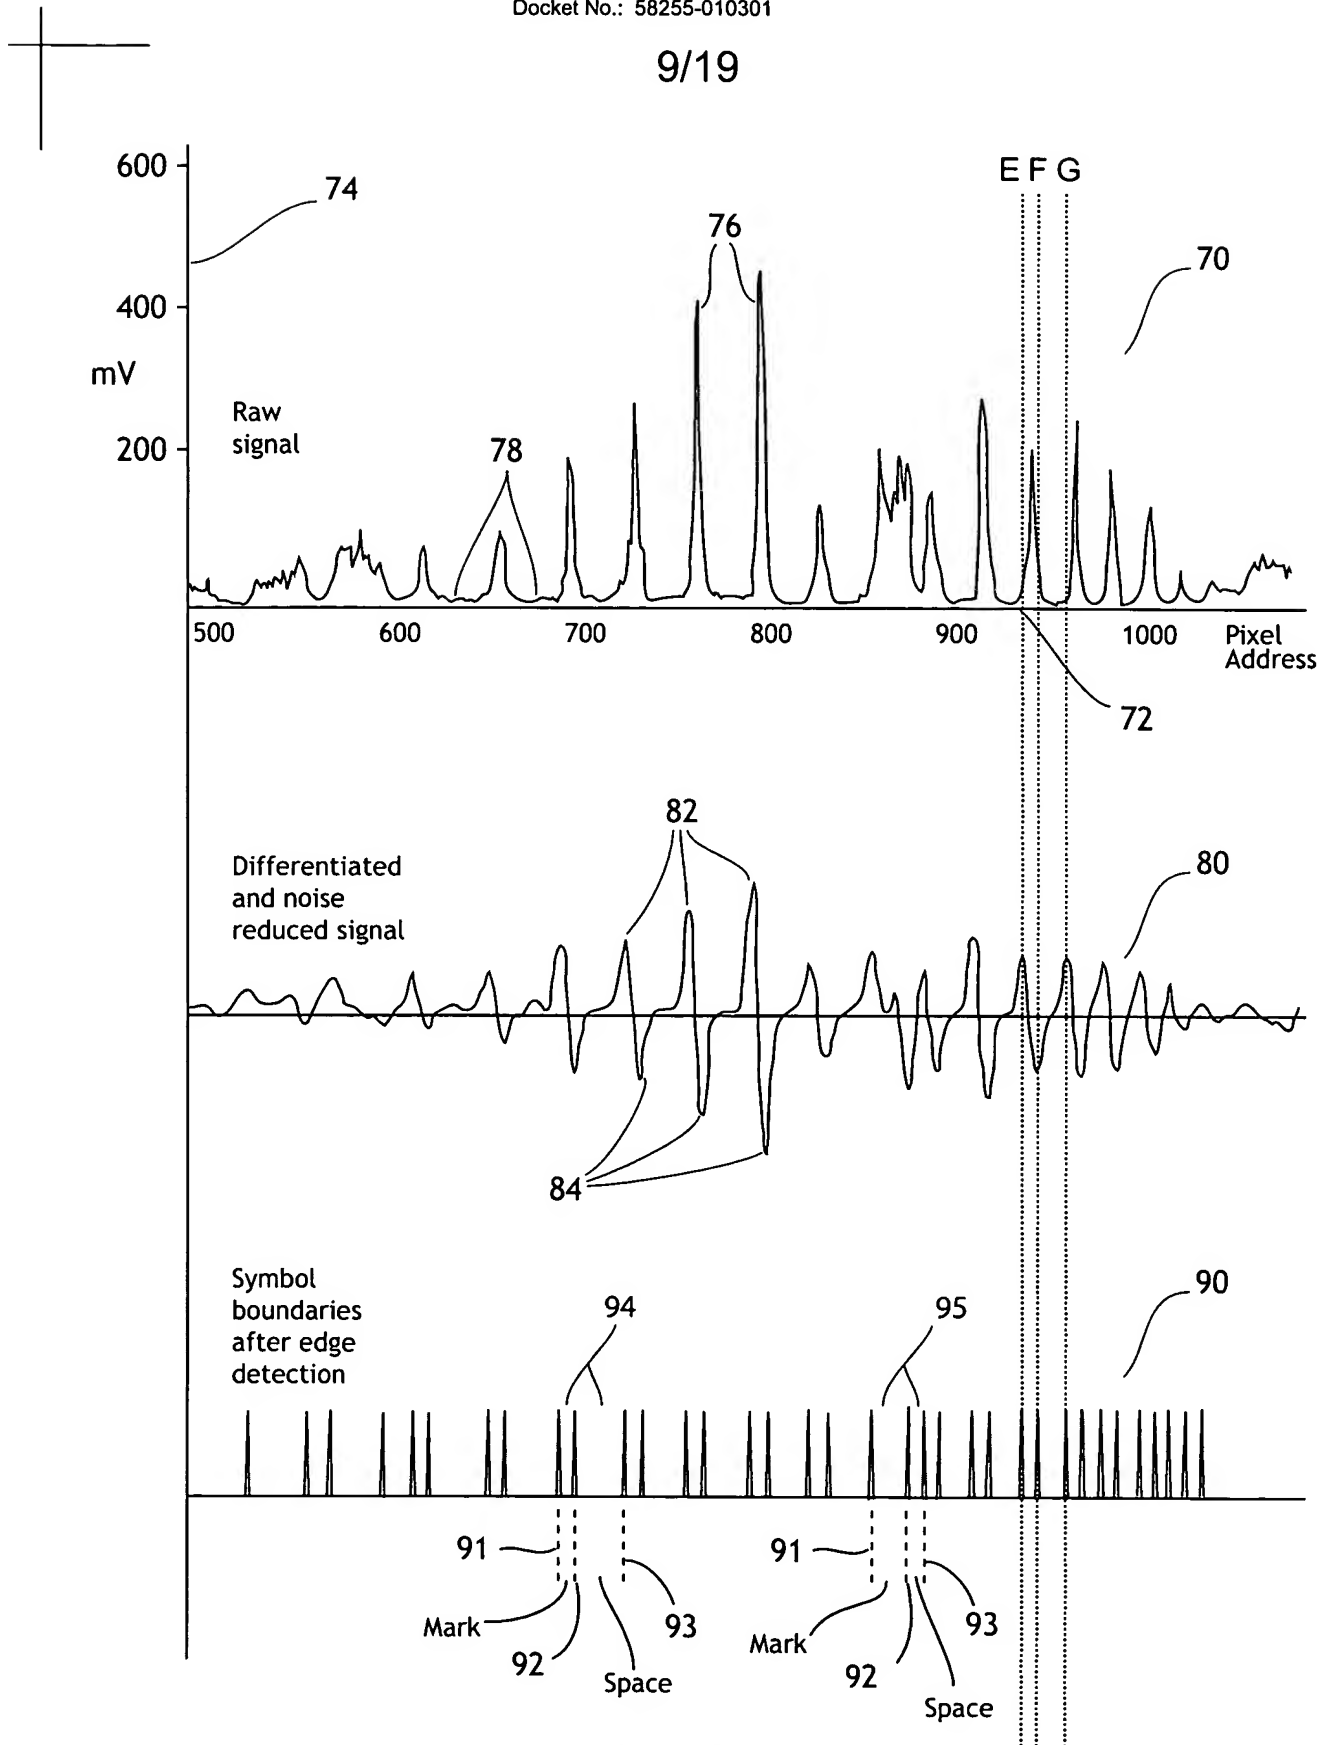 Docket No.: 58255-010301
9/19
600
74
E F G
76
70
400
mV
Raw
signal
78
200
500 600 700 800 900 1000 Pixel
Address
72
82
Differentiated
and noise
reduced signal
80
84
Symbol
boundaries
after edge
detection
94
95
90
91
91
Mark
93
Mark
93
92
Space
92
Space